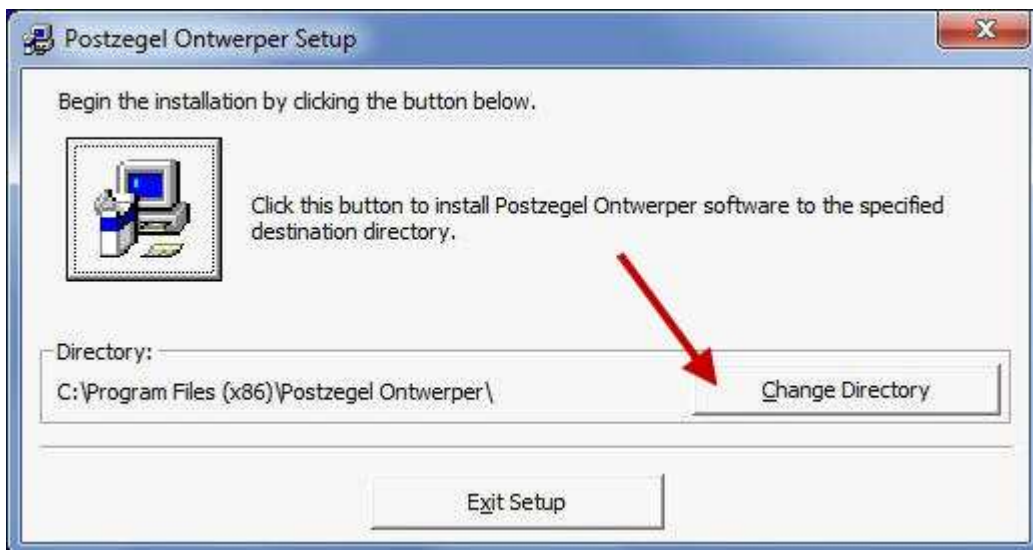 Postzegel Ontwerper Setup
Begin the installation by clicking the button below.
Click this button to install Postzegel Ontwerper software to the specified
destination directory.
Directory:
C:\Program Files (x86)\Postzegel Ontwerper\
Change Directory
Exit Setup